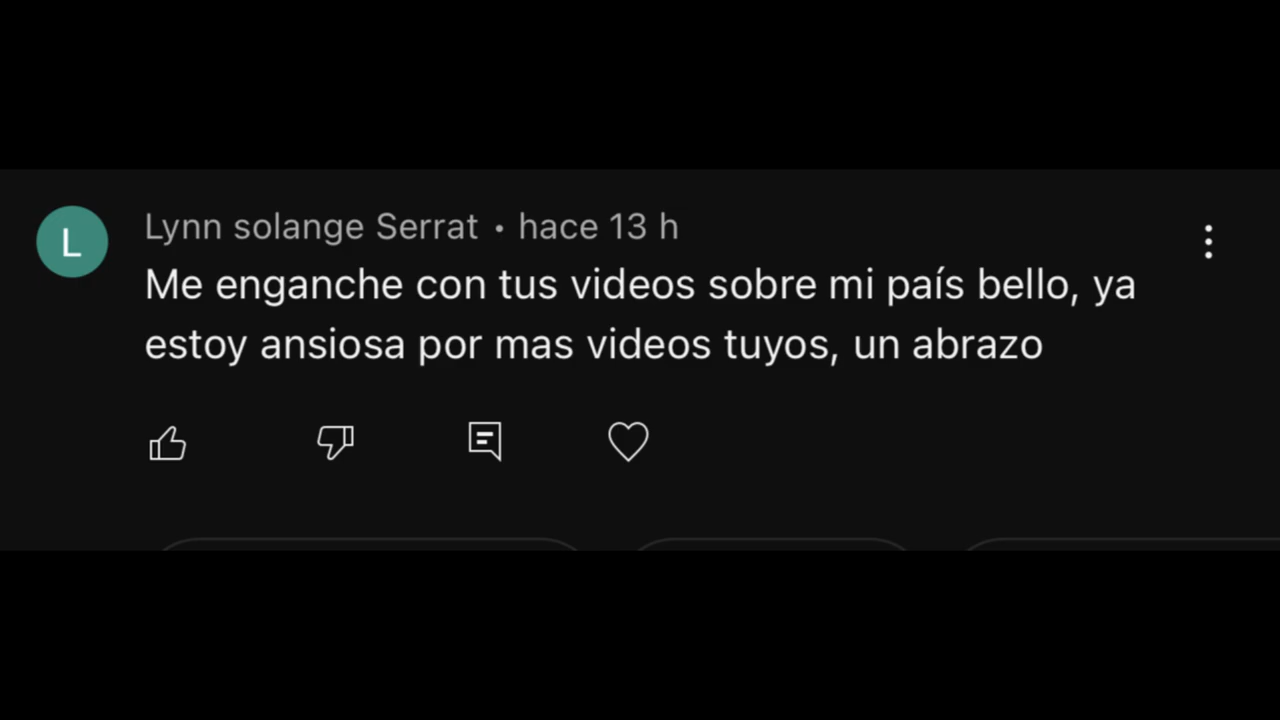 L
Lynn solange Serrat • hace 13 h
Me enganche con tus videos sobre mi país bello, ya
estoy ansiosa por mas videos tuyos, un abrazo